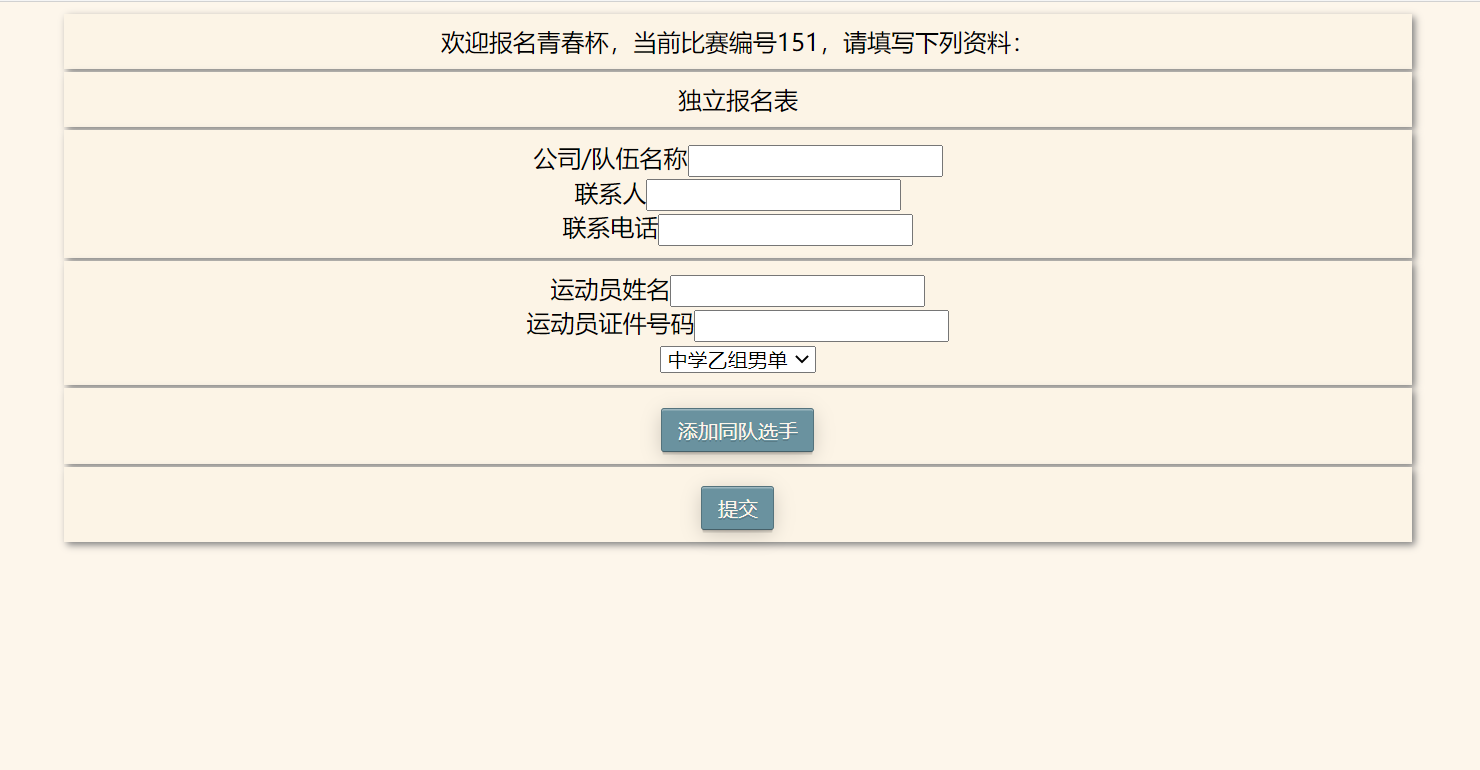 欢迎报名青春杯，当前比赛编号151，请填写下列资料：
独立报名表
公司/队伍名称
联系人
联系电话
运动员姓名
运动员证件号码
中学乙组男单
添加同队选手
提交